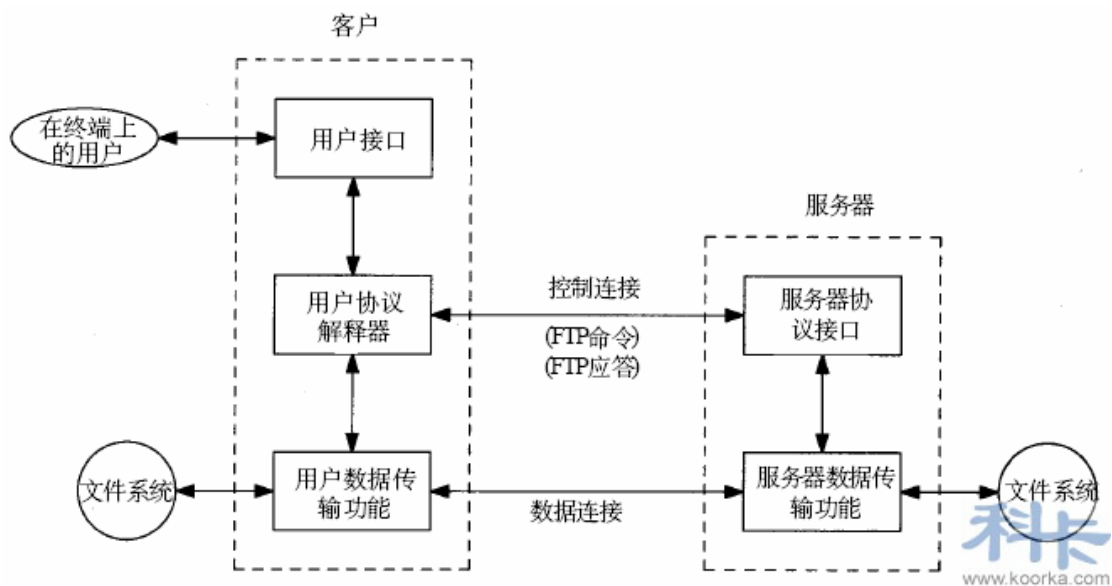 客户
在终端上
的用户
用户接口
服务器
用户协议
解释器
控制连接
(FTP命令)
(FTP应答)
服务器协
议接口
文件系统
用户数据传
输功能
数据连接
服务器数据传
输功能
文件系统
科卡
www.koorka.com